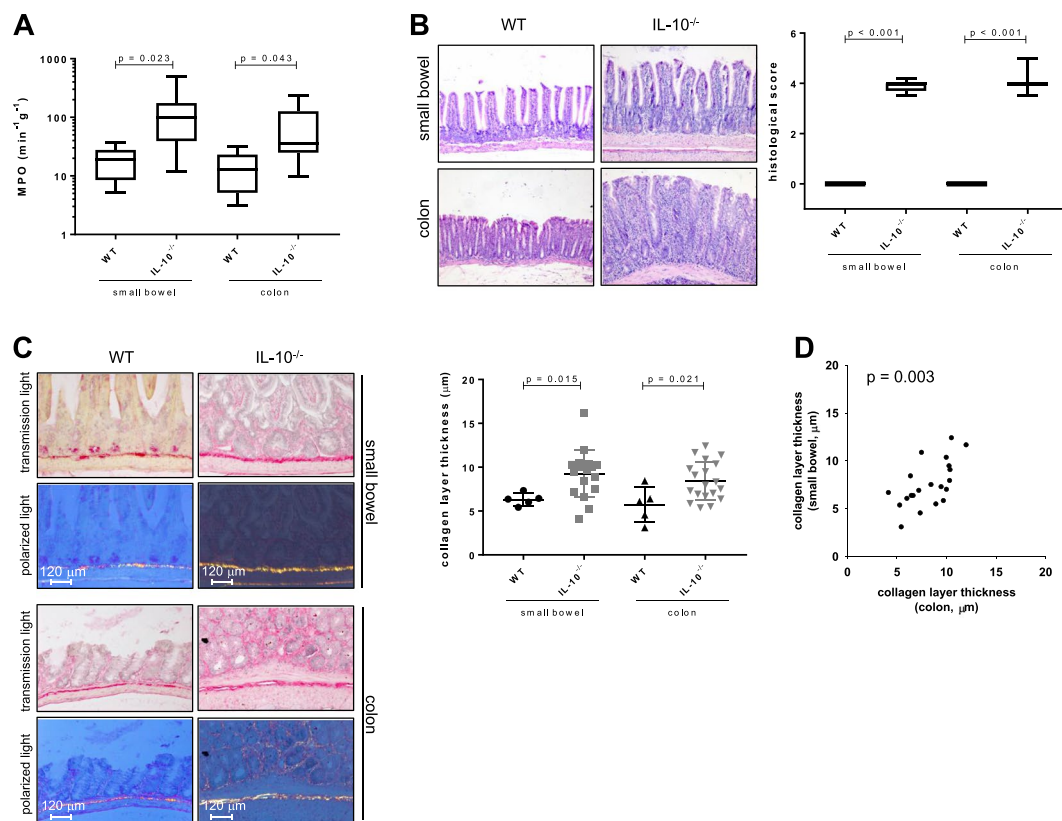 A
p = 0.023
p = 0.043
MPO (min⁻¹g⁻¹)
1000
100
10
1
WT
IL-10⁻/⁻
WT
IL-10⁻/⁻
small bowel
colon
B
WT
IL-10⁻/⁻
small bowel
colon
p < 0.001
p < 0.001
histological score
6
4
2
0
WT
IL-10⁻/⁻
WT
IL-10⁻/⁻
small bowel
colon
C
WT
IL-10⁻/⁻
transmission light
polarized light
120 μm
120 μm
small bowel
transmission light
polarized light
120 μm
120 μm
colon
p = 0.015
p = 0.021
collagen layer thickness (μm)
20
15
10
5
0
WT
IL-10⁻/⁻
WT
IL-10⁻/⁻
small bowel
colon
D
p = 0.003
collagen layer thickness
(small bowel, μm)
20
15
10
5
0
0
5
10
15
20
collagen layer thickness
(colon, μm)